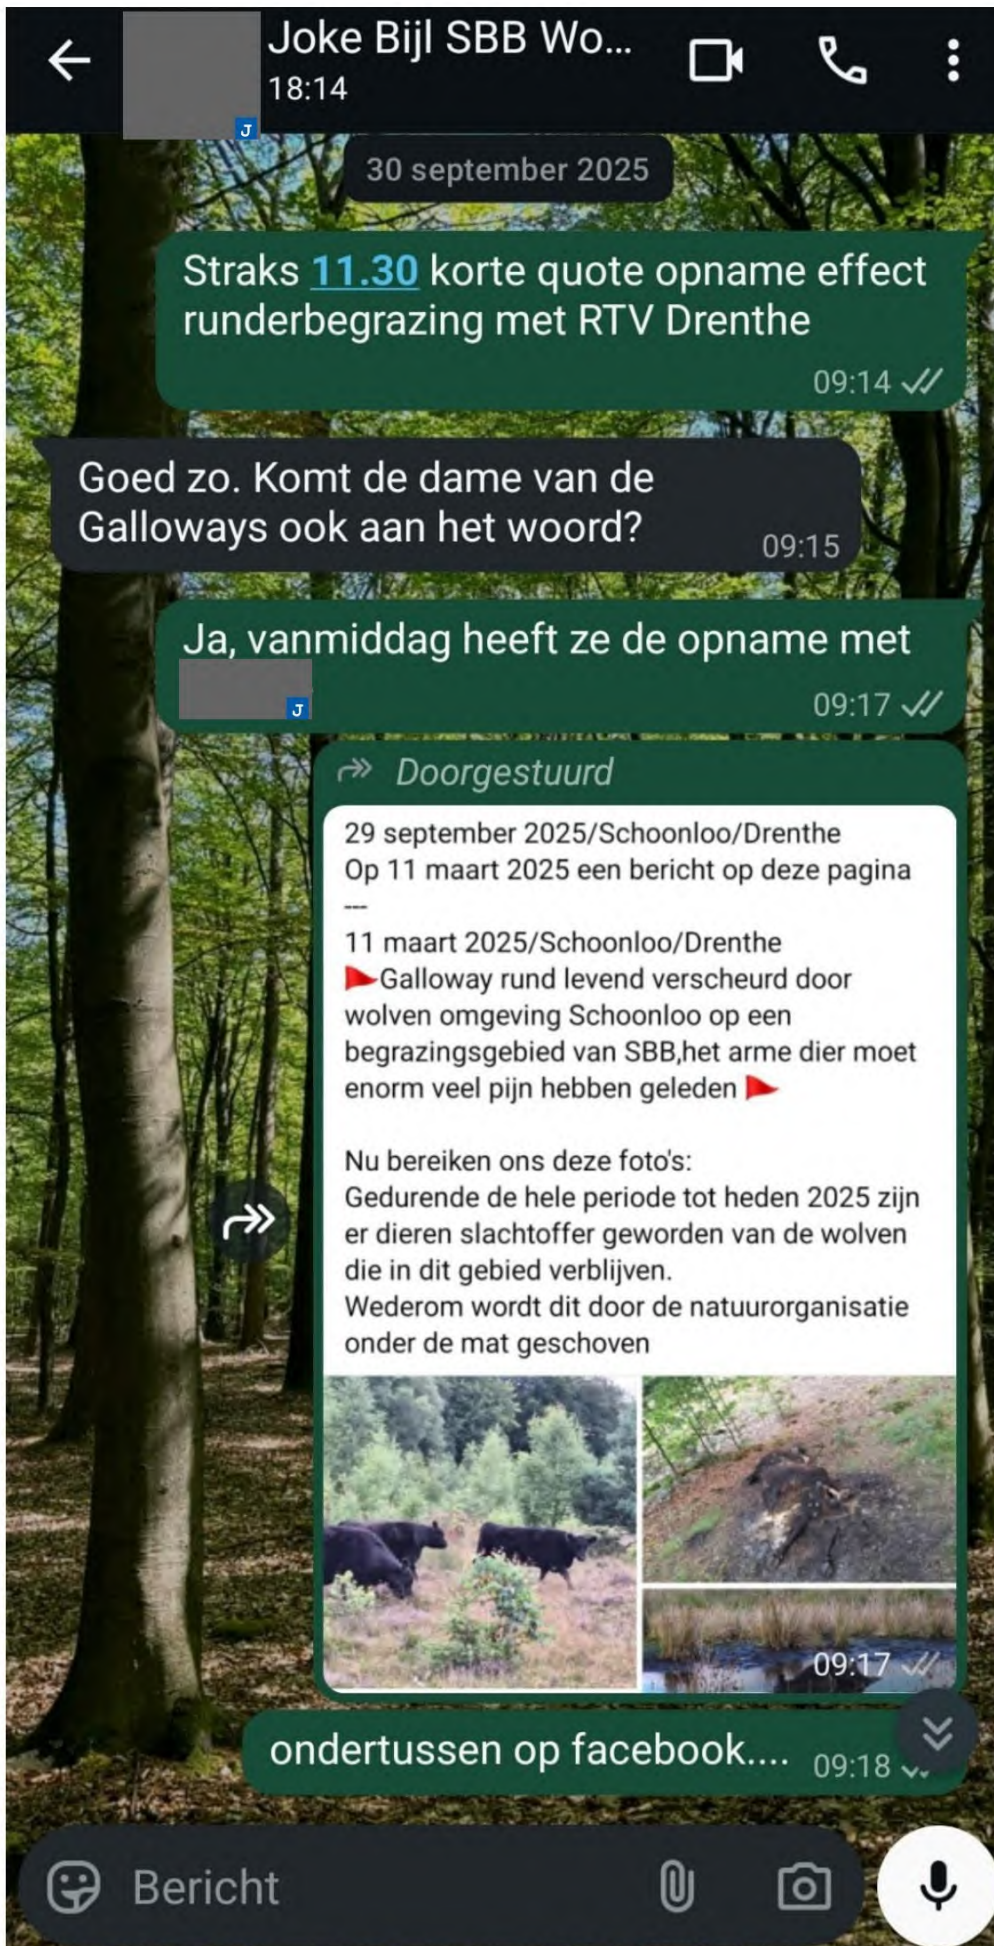 Joke Bijl SBB Wo...
18:14
J
30 september 2025
Straks 11.30 korte quote opname effect
runderbegrazing met RTV Drenthe
09:14
Goed zo. Komt de dame van de
Galloways ook aan het woord?
09:15
Ja, vanmiddag heeft ze de opname met
J
09:17
Doorgestuurd
29 september 2025/Schoonloo/Drenthe
Op 11 maart 2025 een bericht op deze pagina
---
11 maart 2025/Schoonloo/Drenthe
🚩Galloway rund levend verscheurd door
wolven omgeving Schoonloo op een
begrazingsgebied van SBB,het arme dier moet
enorm veel pijn hebben geleden 🚩
Nu bereiken ons deze foto's:
Gedurende de hele periode tot heden 2025 zijn
er dieren slachtoffer geworden van de wolven
die in dit gebied verblijven.
Wederom wordt dit door de natuurorganisatie
onder de mat geschoven
09:17
ondertussen op facebook....
09:18
Bericht